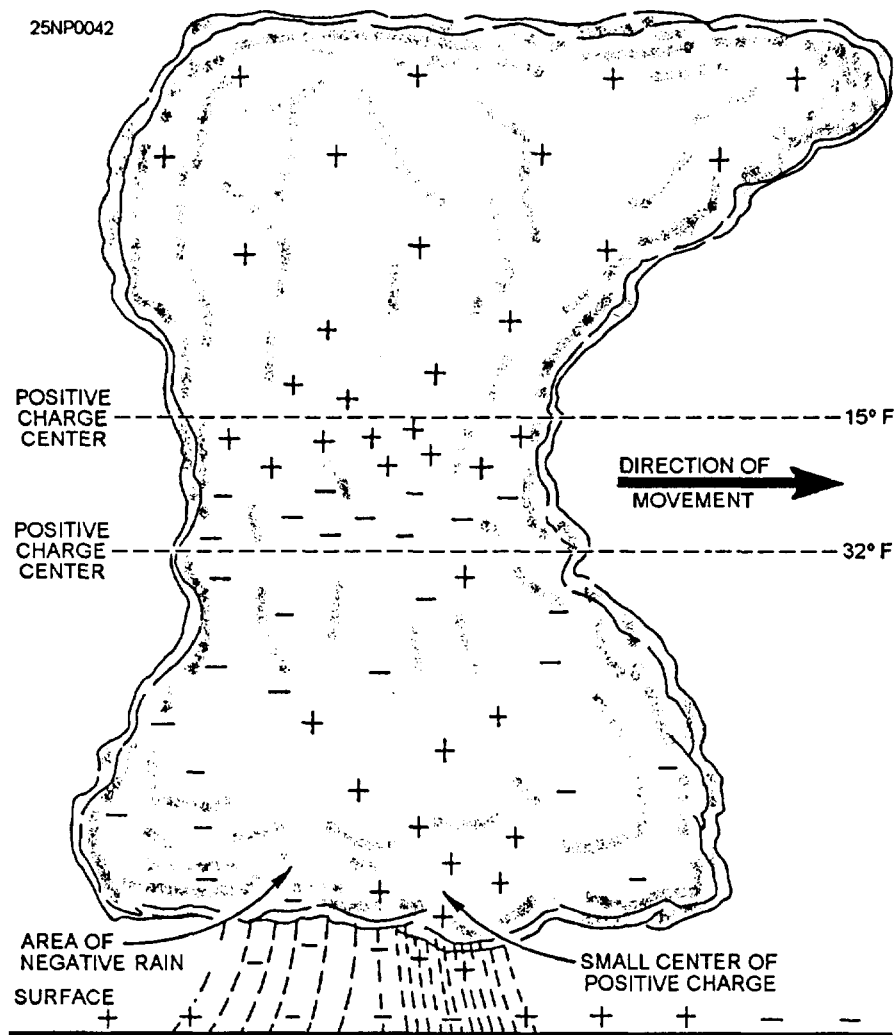 25NP0042
POSITIVE
CHARGE
CENTER
15° F
DIRECTION OF
MOVEMENT
POSITIVE
CHARGE
CENTER
32° F
AREA OF
NEGATIVE RAIN
SMALL CENTER OF
POSITIVE CHARGE
SURFACE